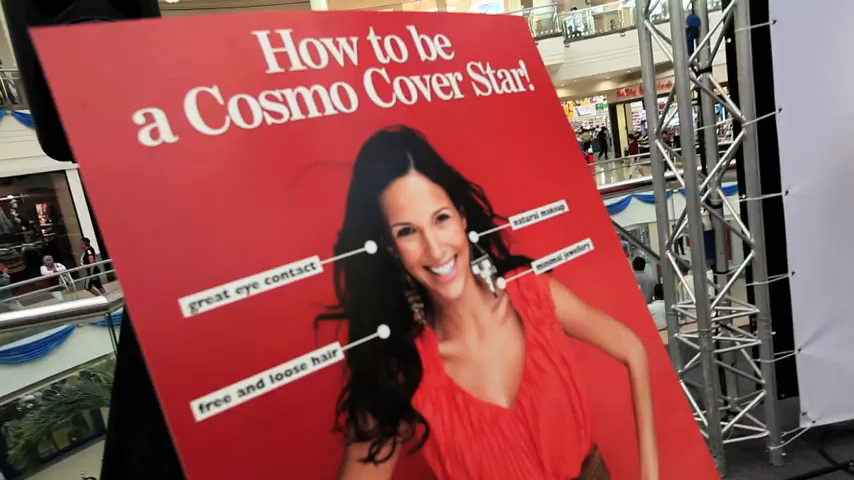 How to be
a Cosmo Cover Star!
natural makeup
great eye contact
minimal jewellery
free and loose hair